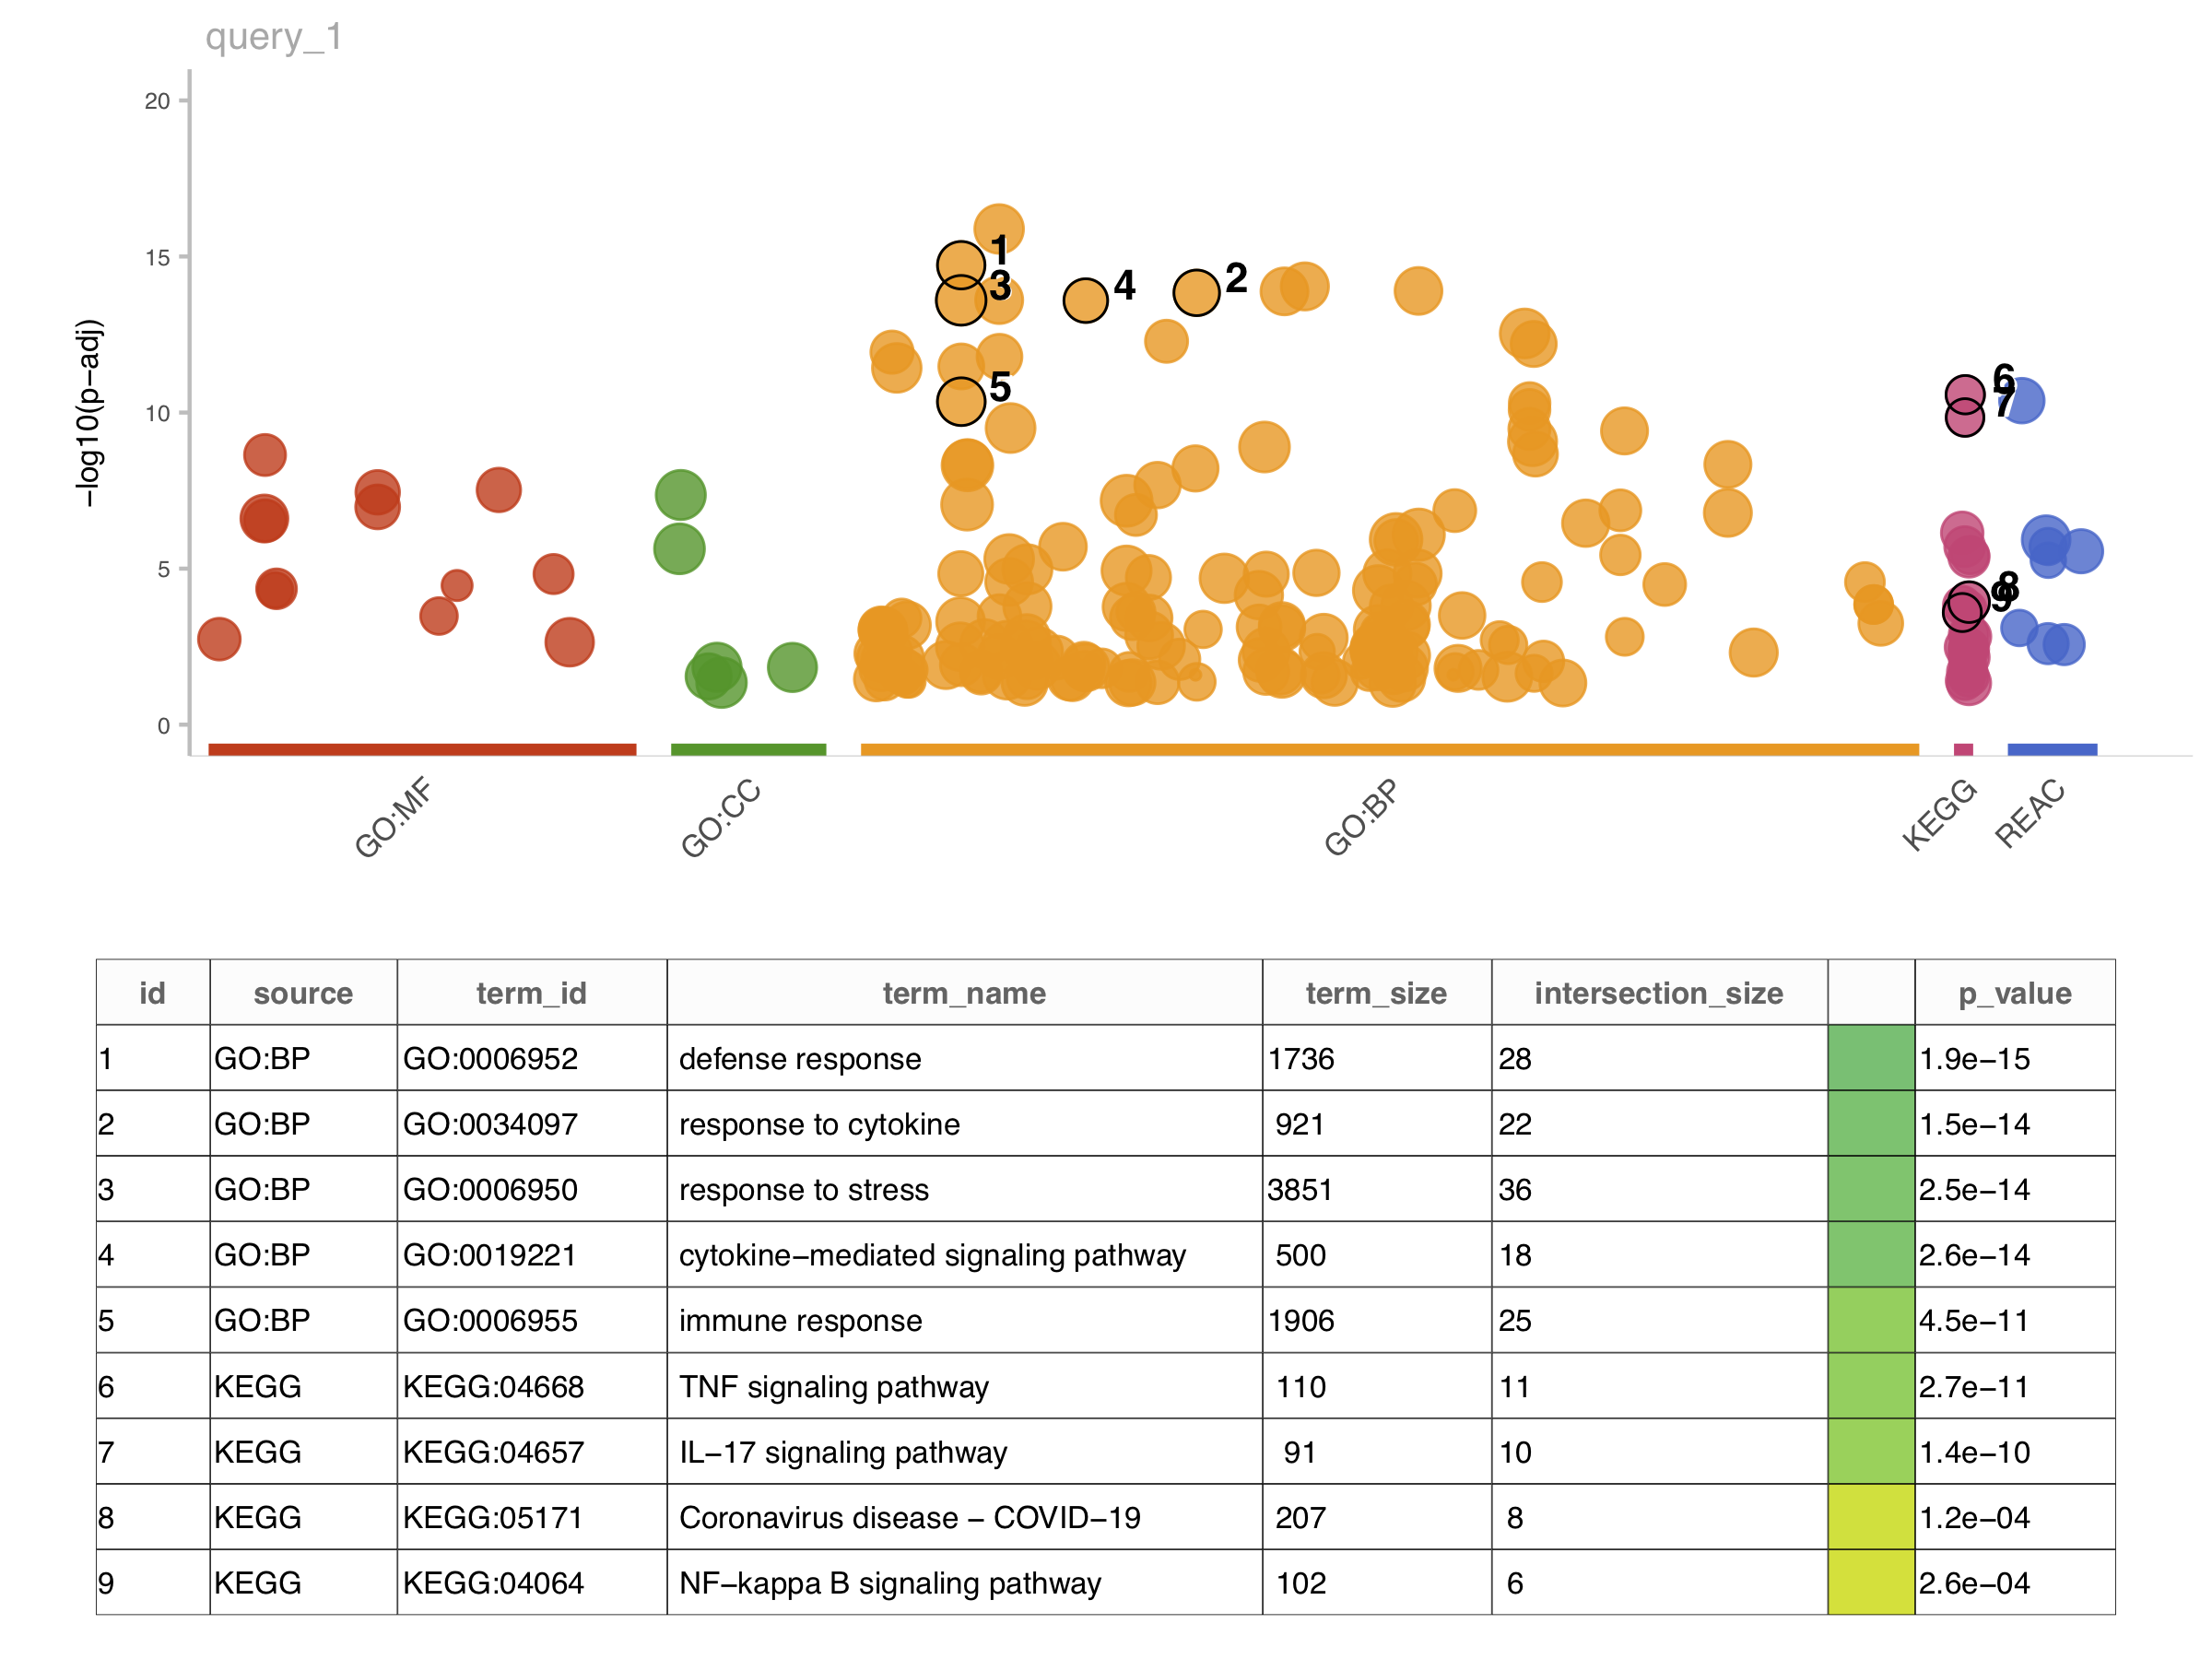 query_1
20
15
10
5
0
−log10(p−adj)
1
3
4
2
5
6
7
8
9
GO:MF
GO:CC
GO:BP
KEGG
REAC
id source term_id term_name term_size intersection_size p_value
1 GO:BP GO:0006952 defense response 1736 28 1.9e−15
2 GO:BP GO:0034097 response to cytokine 921 22 1.5e−14
3 GO:BP GO:0006950 response to stress 3851 36 2.5e−14
4 GO:BP GO:0019221 cytokine−mediated signaling pathway 500 18 2.6e−14
5 GO:BP GO:0006955 immune response 1906 25 4.5e−11
6 KEGG KEGG:04668 TNF signaling pathway 110 11 2.7e−11
7 KEGG KEGG:04657 IL−17 signaling pathway 91 10 1.4e−10
8 KEGG KEGG:05171 Coronavirus disease − COVID−19 207 8 1.2e−04
9 KEGG KEGG:04064 NF−kappa B signaling pathway 102 6 2.6e−04